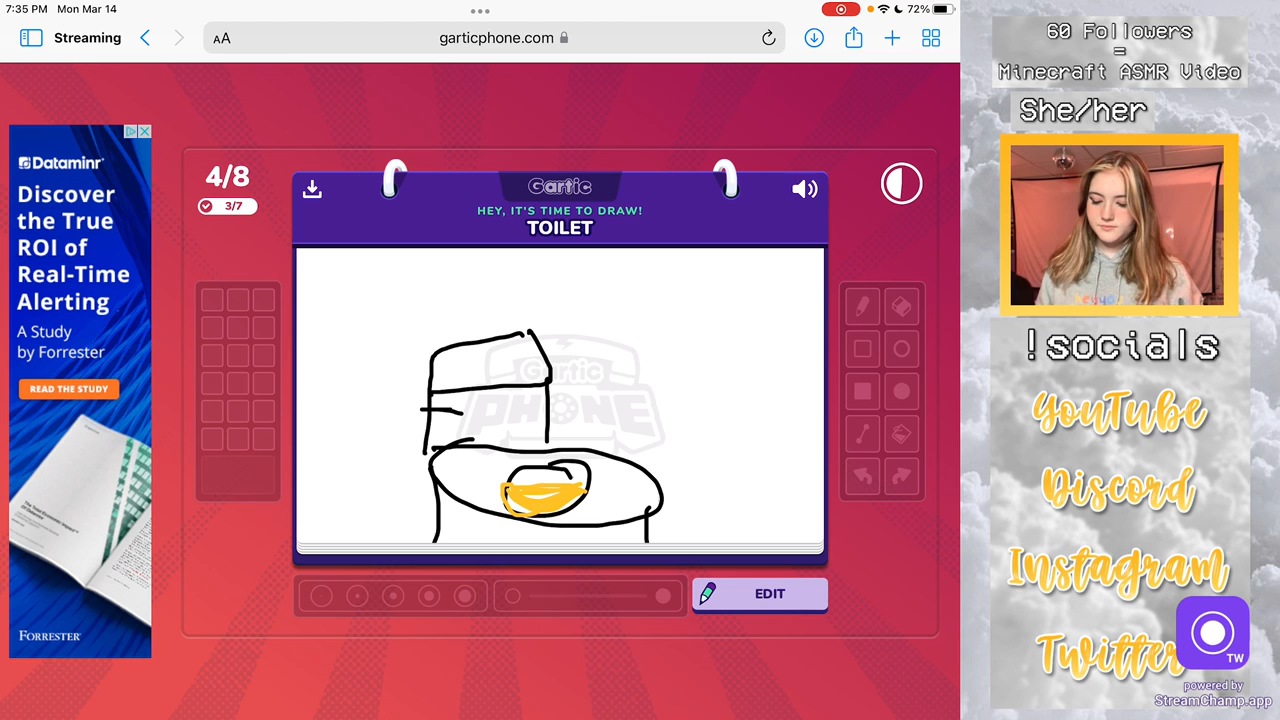 7:35 PM Mon Mar 14
72%
Streaming
AA
garticphone.com
Dataminr
Discover
the True
ROI of
Real-Time
Alerting
A Study
by Forrester
READ THE STUDY
FORRESTER
4/8
3/7
Gartic
HEY, IT'S TIME TO DRAW!
TOILET
Gartic
PHONE
EDIT
60 Followers
=
Minecraft ASMR Video
She/her
!socials
YouTube
Discord
Instagram
Twitter
TW
powered by
StreamChamp.app